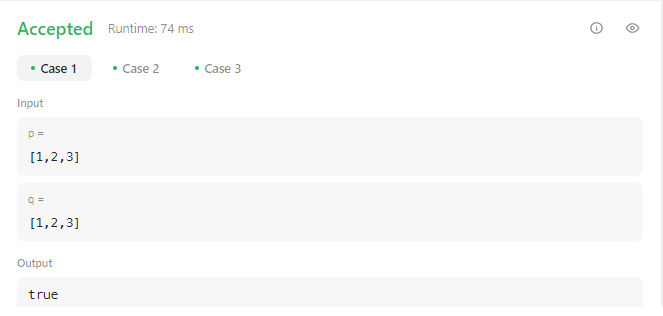 Accepted Runtime: 74 ms
Case 1 Case 2 Case 3
Input
p =
[1,2,3]
q =
[1,2,3]
Output
true